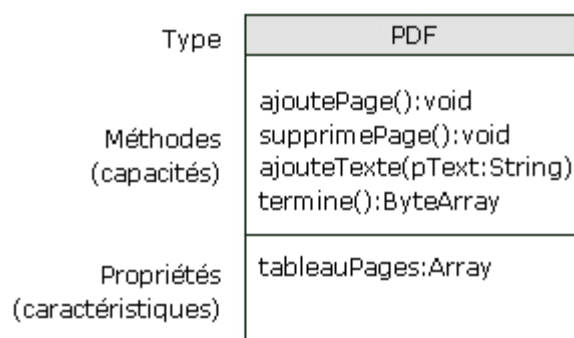 Type
PDF
Méthodes
(capacités)
ajoutePage():void
supprimePage():void
ajouteTexte(pText:String)
termine():ByteArray
Propriétés
(caractéristiques)
tableauPages:Array